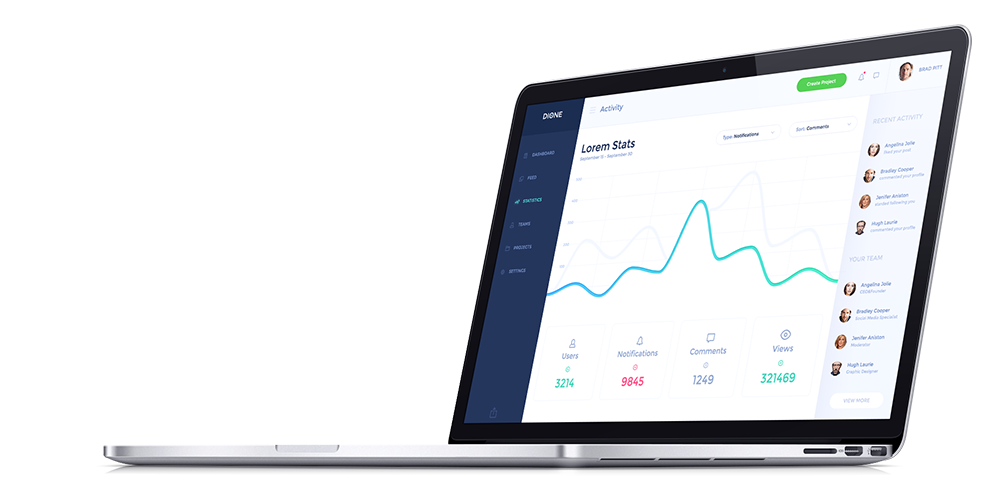 DIONE
Activity
Create Project
BRAD PITT
DASHBOARD
FEED
STATISTICS
TEAMS
PROJECTS
SETTINGS
Lorem Stats
September 5 - September 30
Type: Notifications
Sort: Comments
Users
3214
Notifications
9845
Comments
1249
Views
321469
RECENT ACTIVITY
Angelina Jolie
liked your post
Bradley Cooper
commented your profile
Jenifer Aniston
started following you
Hugh Laurie
commented your profile
YOUR TEAM
Angelina Jolie
CEO/Founder
Bradley Cooper
Social Media Specialist
Jenifer Aniston
Moderator
Hugh Laurie
Graphic Designer
VIEW MORE